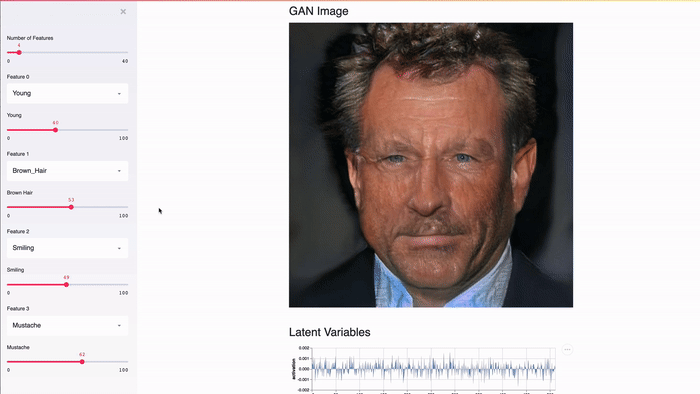 ×
Number of Features
4
0 40
Feature 0
Young
Young
40
0 100
Feature 1
Brown_Hair
Brown Hair
53
0 100
Feature 2
Smiling
Smiling
49
0 100
Feature 3
Mustache
Mustache
62
0 100
GAN Image
Latent Variables
0.002
0.001
0.000
-0.001
-0.002
activation